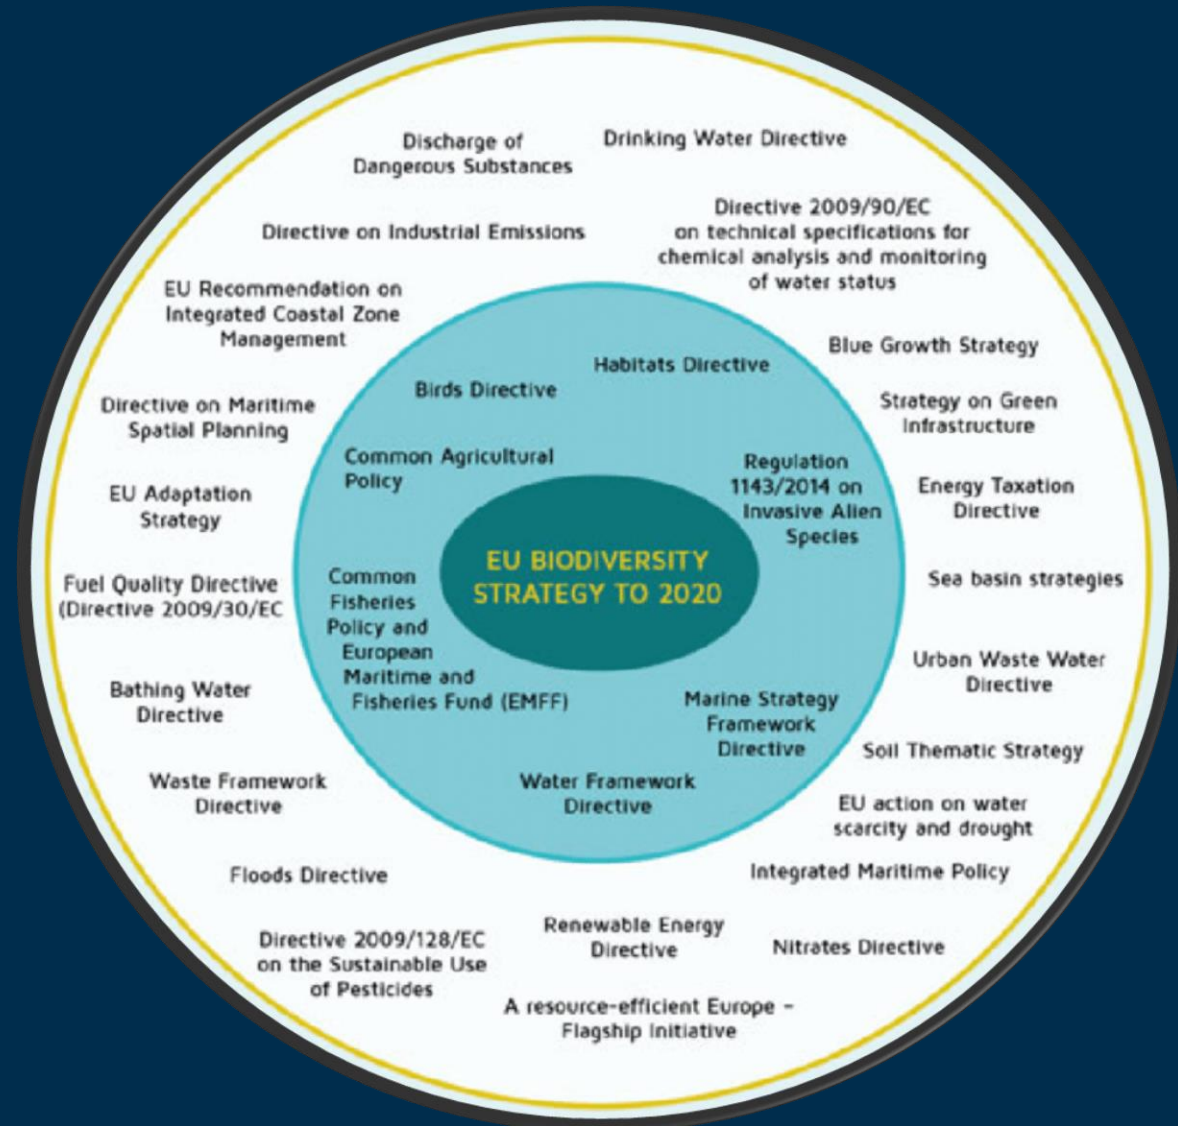 Discharge of
Dangerous Substances
Drinking Water Directive
Directive on Industrial Emissions
Directive 2009/90/EC
on technical specifications for
chemical analysis and monitoring
of water status
EU Recommendation on
Integrated Coastal Zone
Management
Blue Growth Strategy
Habitats Directive
Birds Directive
Directive on Maritime
Spatial Planning
Strategy on Green
Infrastructure
Common Agricultural
Policy
Regulation
1143/2014 on
Invasive Alien
Species
EU Adaptation
Strategy
Energy Taxation
Directive
EU BIODIVERSITY
STRATEGY TO 2020
Fuel Quality Directive
(Directive 2009/30/EC
Common
Fisheries
Policy and
European
Maritime and
Fisheries Fund (EMFF)
Sea basin strategies
Urban Waste Water
Directive
Bathing Water
Directive
Marine Strategy
Framework
Directive
Soil Thematic Strategy
Waste Framework
Directive
Water Framework
Directive
EU action on water
scarcity and drought
Floods Directive
Integrated Maritime Policy
Directive 2009/128/EC
on the Sustainable Use
of Pesticides
Renewable Energy
Directive
Nitrates Directive
A resource-efficient Europe –
Flagship Initiative